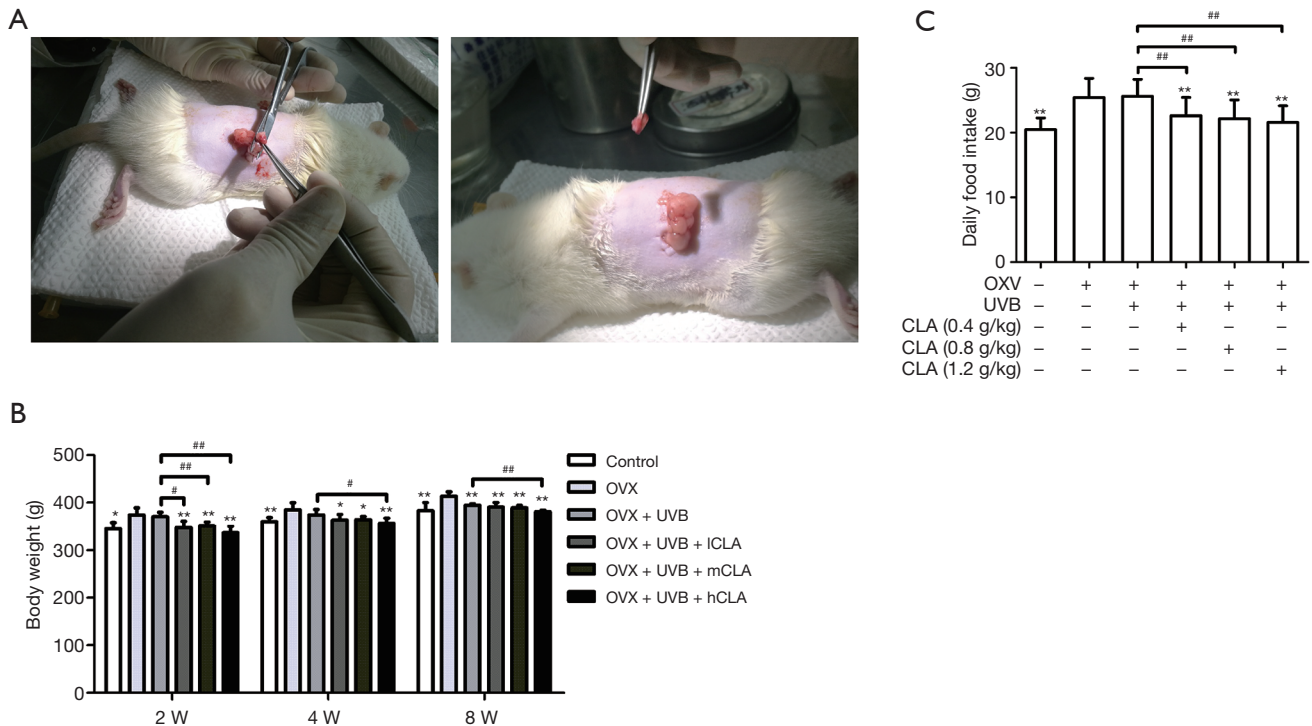 A
B
Body weight (g)
500
400
300
200
100
0
*
**
**
**
##
##
#
2 W
**
*
*
**
#
4 W
**
**
**
**
**
##
8 W
Control
OVX
OVX + UVB
OVX + UVB + lCLA
OVX + UVB + mCLA
OVX + UVB + hCLA
C
Daily food intake (g)
30
20
10
0
##
##
##
**
**
**
**
OXV – + + + + +
UVB – – + + + +
CLA (0.4 g/kg) – – – + – –
CLA (0.8 g/kg) – – – – + –
CLA (1.2 g/kg) – – – – – +